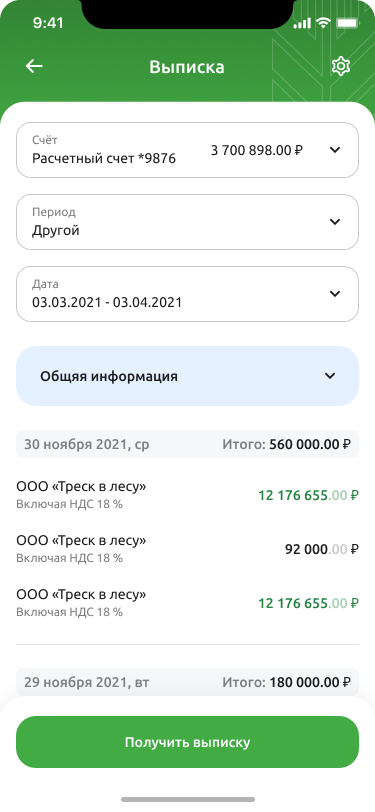 9:41
Выписка
Счёт
Расчетный счет *9876
3 700 898.00 ₽
Период
Другой
Дата
03.03.2021 - 03.04.2021
Общяя информация
30 ноября 2021, ср
Итого: 560 000.00 ₽
ООО «Треск в лесу»
Включая НДС 18 %
12 176 655.00 ₽
ООО «Треск в лесу»
Включая НДС 18 %
92 000.00 ₽
ООО «Треск в лесу»
Включая НДС 18 %
12 176 655.00 ₽
29 ноября 2021, вт
Итого: 180 000.00 ₽
Получить выписку